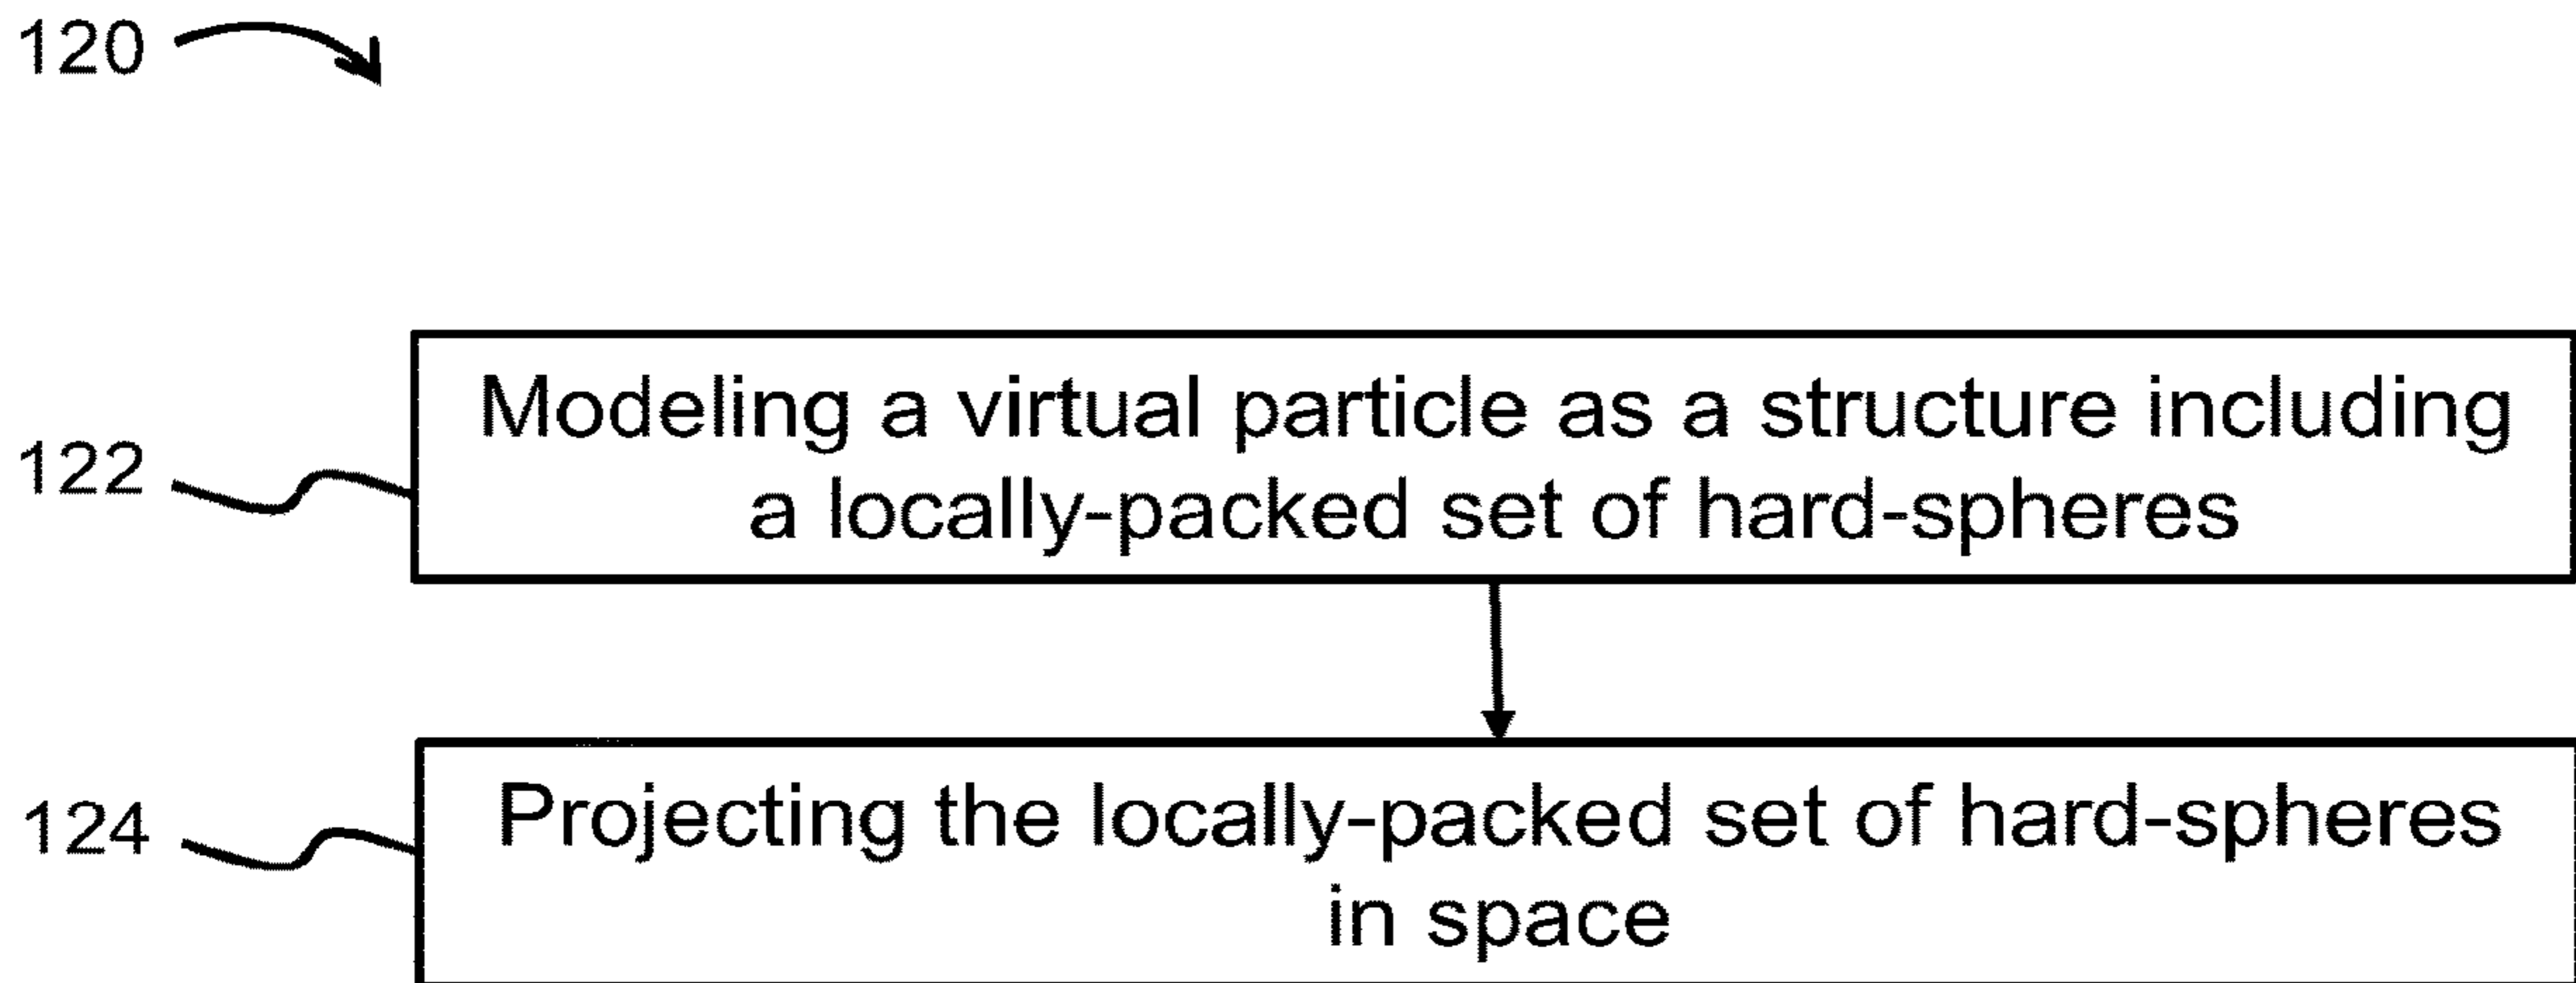 120
Modeling a virtual particle as a structure including
122
a locally-packed set of hard-spheres
Projecting the locally-packed set of hard-spheres
124
in space